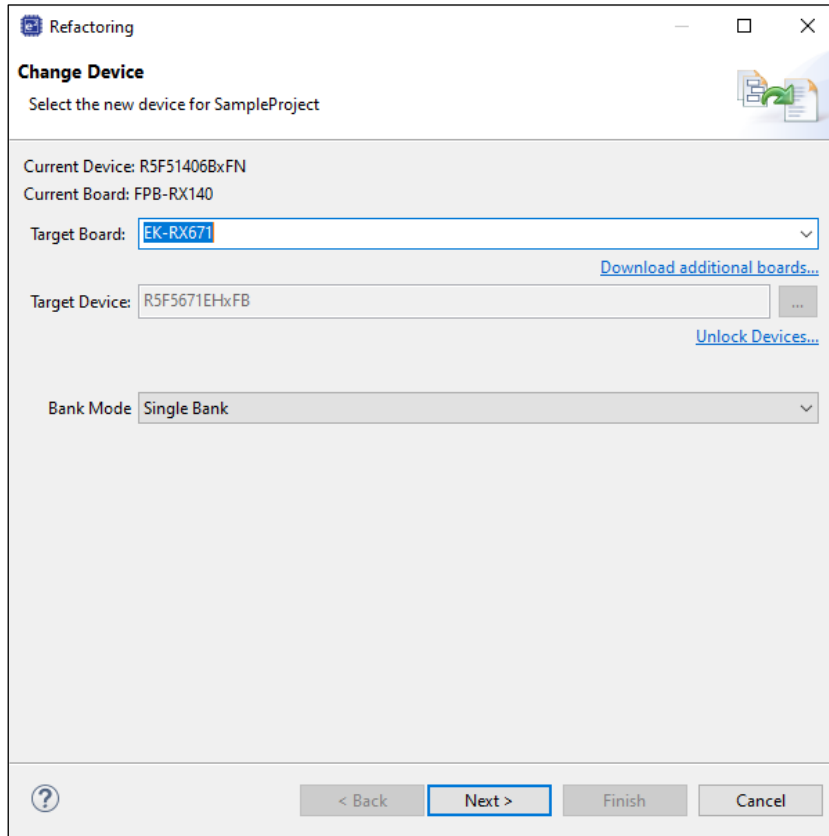 Refactoring
Change Device
Select the new device for SampleProject
Current Device: R5F51406BxFN
Current Board: FPB-RX140
Target Board: EK-RX671
Download additional boards...
Target Device: R5F5671EHxFB ...
Unlock Devices...
Bank Mode Single Bank
? < Back Next > Finish Cancel